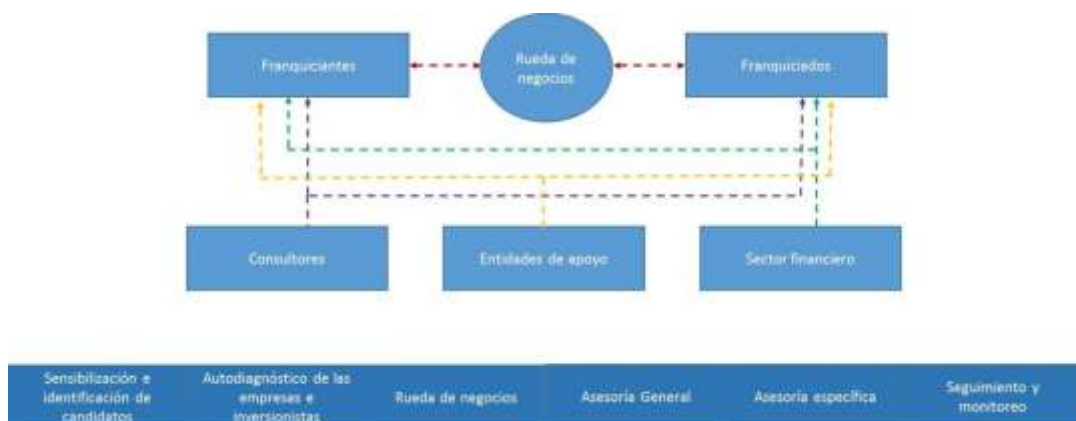 Franquiciantes
Rueda de
negocios
Franquiciados
Consultores
Entidades de apoyo
Sector financiero
Sensibilización e
identificación de
candidatos
Autodiagnóstico de las
empresas e
inversionistas
Rueda de negocios
Asesoría General
Asesoría específica
Seguimiento y
monitoreo